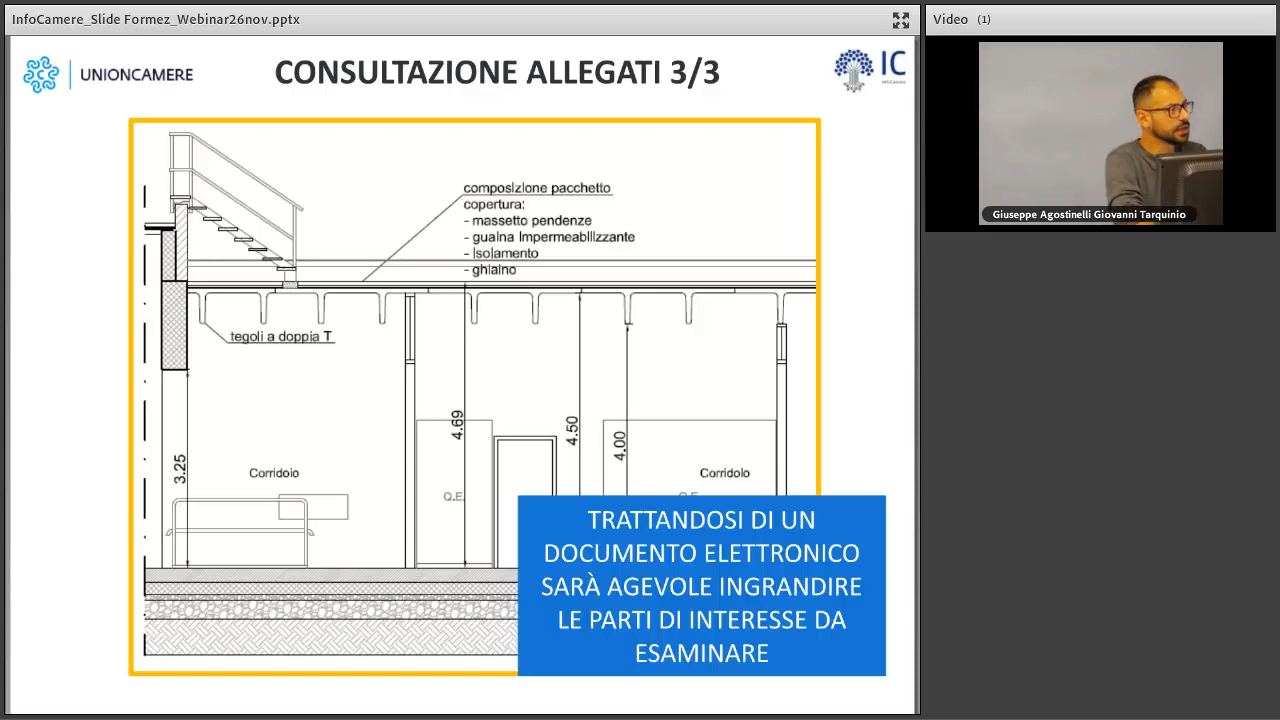 InfoCamere_Slide Formez_Webinar26nov.pptx
Video (1)
UNIONCAMERE
CONSULTAZIONE ALLEGATI 3/3
IC
InfoCamere
composizione pacchetto
copertura:
- massetto pendenze
- guaina impermeabilizzante
- isolamento
- ghiaino
tegoli a doppia T
3.25
4.69
4.50
4.00
Corridoio
Corridoio
Q.E.
Q.E.
TRATTANDOSI DI UN
DOCUMENTO ELETTRONICO
SARÀ AGEVOLE INGRANDIRE
LE PARTI DI INTERESSE DA
ESAMINARE
Giuseppe Agostinelli Giovanni Tarquinio